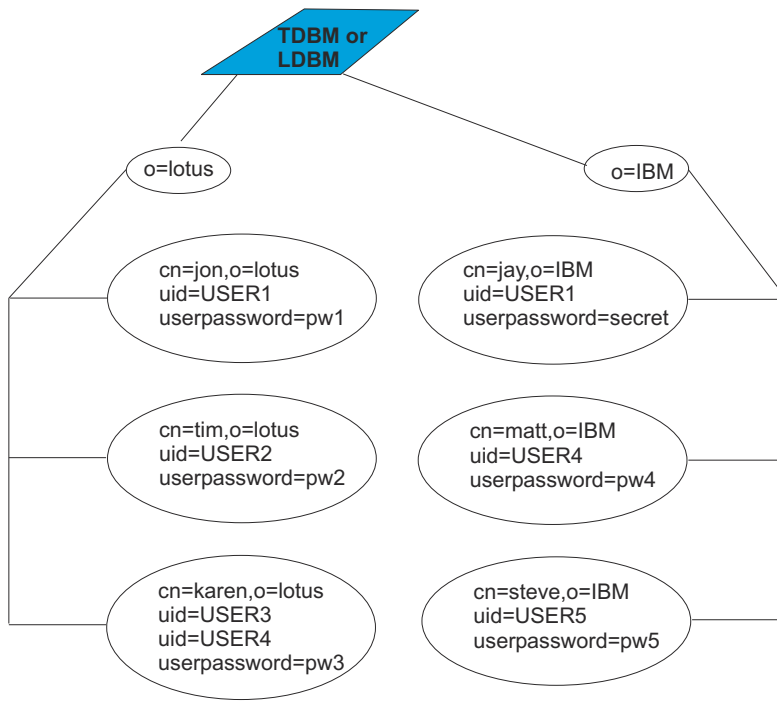 TDBM or
LDBM
o=lotus
o=IBM
cn=jon,o=lotus
uid=USER1
userpassword=pw1
cn=jay,o=IBM
uid=USER1
userpassword=secret
cn=tim,o=lotus
uid=USER2
userpassword=pw2
cn=matt,o=IBM
uid=USER4
userpassword=pw4
cn=karen,o=lotus
uid=USER3
uid=USER4
userpassword=pw3
cn=steve,o=IBM
uid=USER5
userpassword=pw5